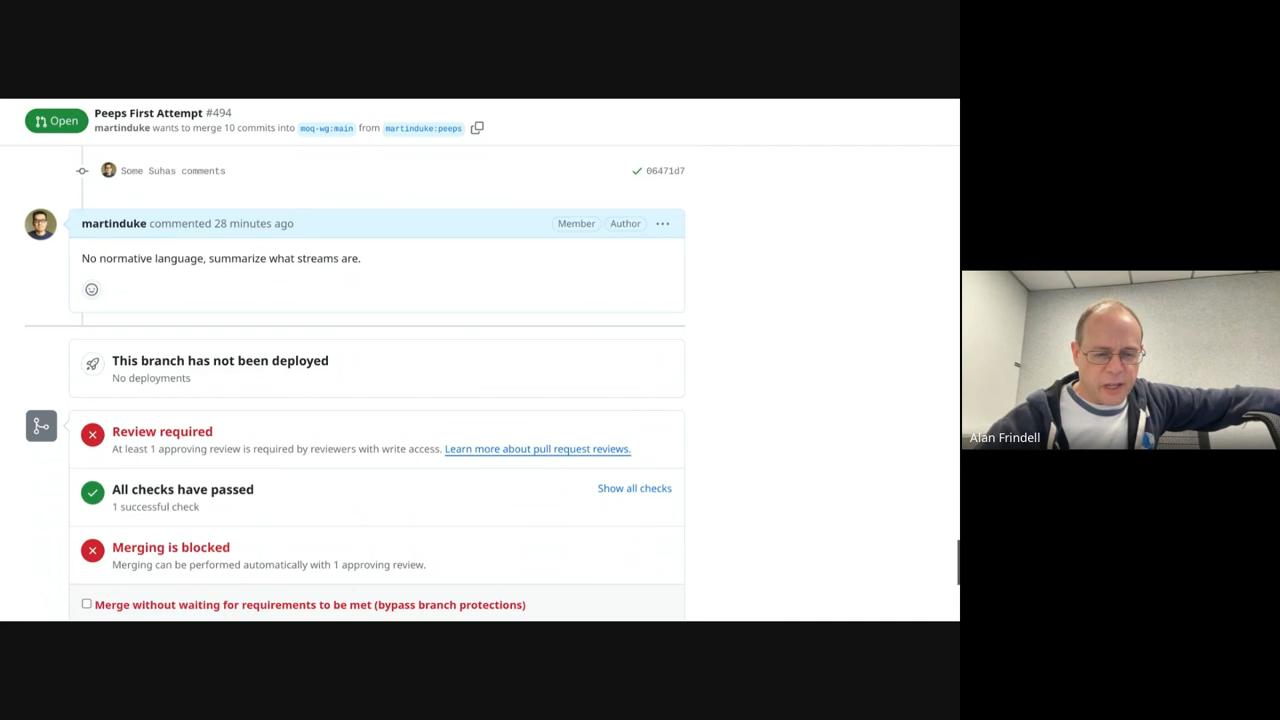 Open
Peeps First Attempt #494
martinduke wants to merge 10 commits into moq-wg:main from martinduke:peeps
Some Suhas comments
06471d7
martinduke commented 28 minutes ago
Member
Author
No normative language, summarize what streams are.
This branch has not been deployed
No deployments
Review required
At least 1 approving review is required by reviewers with write access. Learn more about pull request reviews.
All checks have passed
Show all checks
1 successful check
Merging is blocked
Merging can be performed automatically with 1 approving review.
Merge without waiting for requirements to be met (bypass branch protections)
Alan Frindell